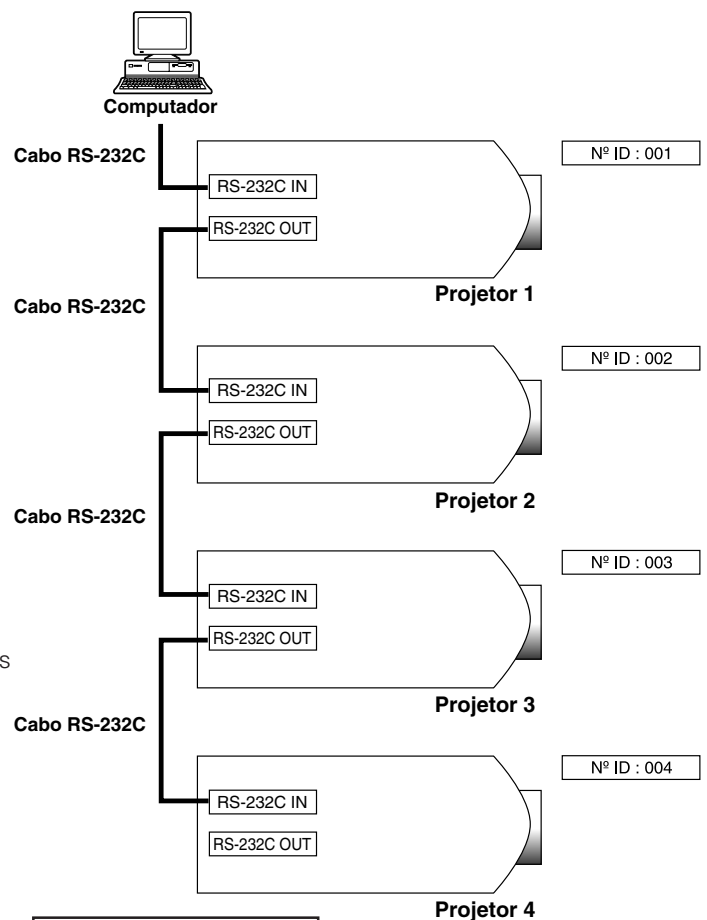 Computador
Cabo RS-232C
Nº ID : 001
RS-232C IN
RS-232C OUT
Projetor 1
Cabo RS-232C
Nº ID : 002
RS-232C IN
RS-232C OUT
Projetor 2
Cabo RS-232C
Nº ID : 003
RS-232C IN
RS-232C OUT
s
Projetor 3
Cabo RS-232C
Nº ID : 004
RS-232C IN
RS-232C OUT
Projetor 4